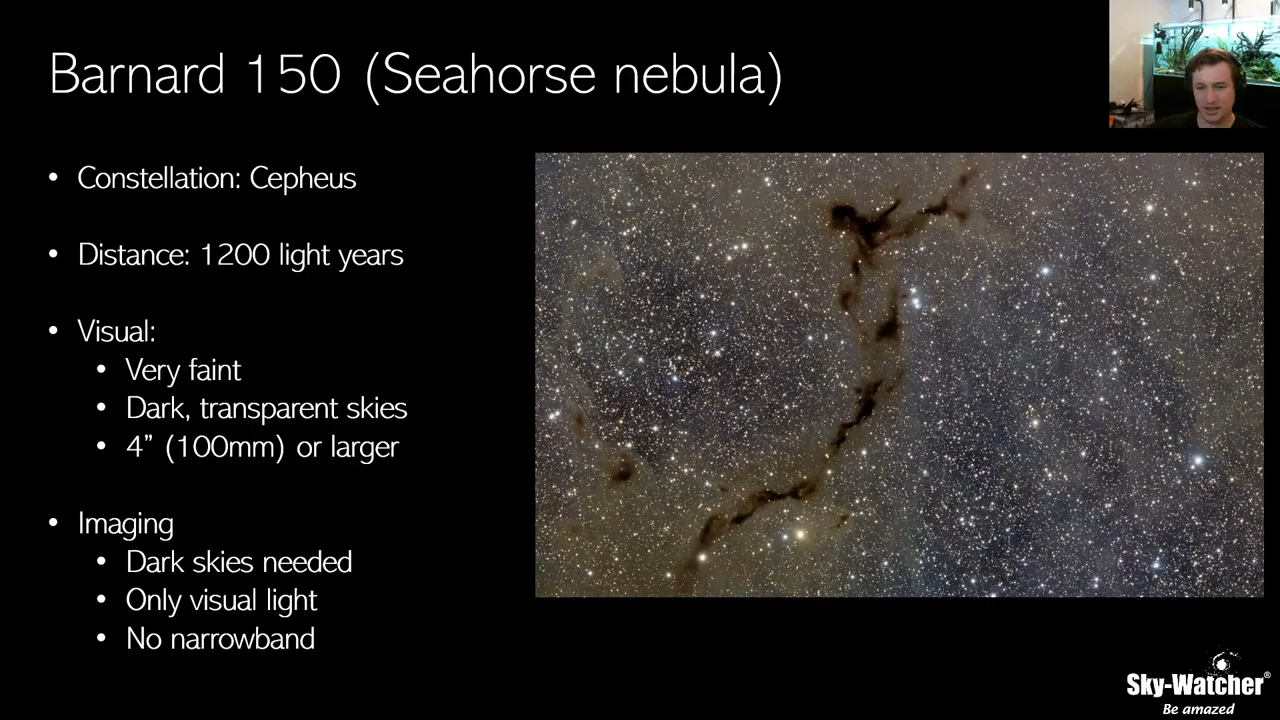 Barnard 150 (Seahorse nebula)
• Constellation: Cepheus
• Distance: 1200 light years
• Visual:
• Very faint
• Dark, transparent skies
• 4” (100mm) or larger
• Imaging
• Dark skies needed
• Only visual light
• No narrowband
Sky-Watcher®
Be amazed